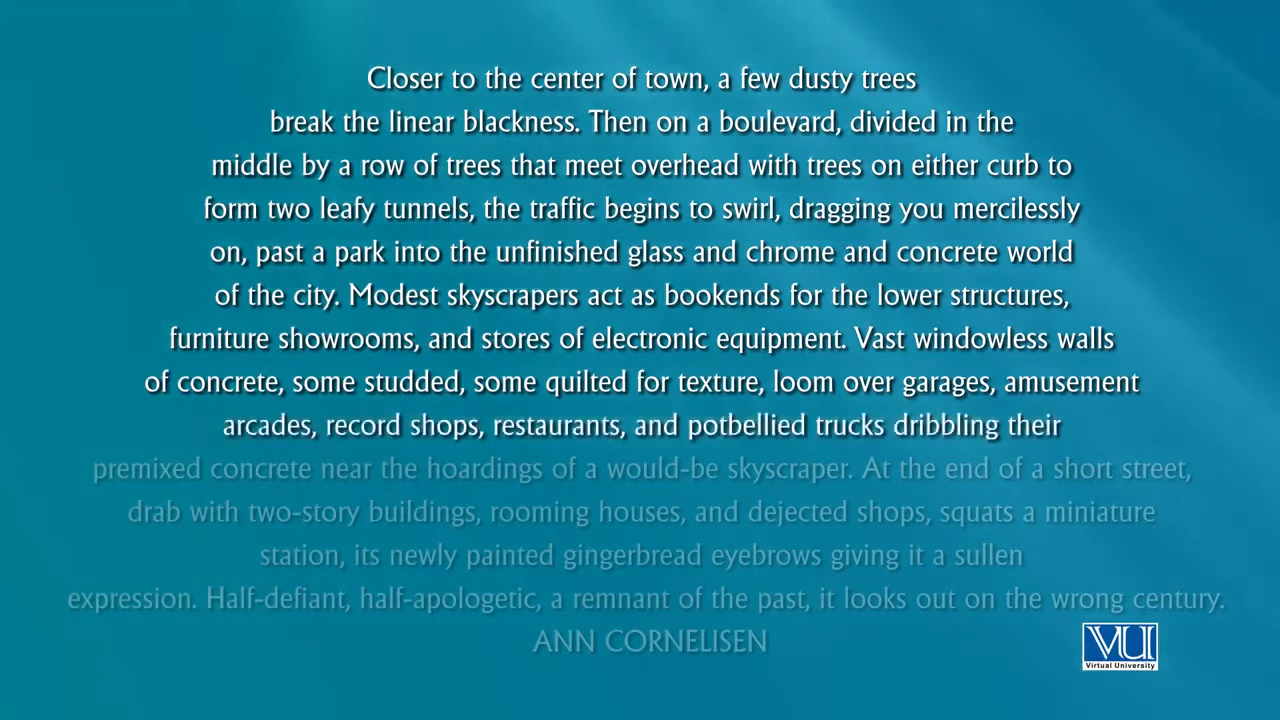 Closer to the center of town, a few dusty trees
break the linear blackness. Then on a boulevard, divided in the
middle by a row of trees that meet overhead with trees on either curb to
form two leafy tunnels, the traffic begins to swirl, dragging you mercilessly
on, past a park into the unfinished glass and chrome and concrete world
of the city. Modest skyscrapers act as bookends for the lower structures,
furniture showrooms, and stores of electronic equipment. Vast windowless walls
of concrete, some studded, some quilted for texture, loom over garages, amusement
arcades, record shops, restaurants, and potbellied trucks dribbling their
premixed concrete near the hoardings of a would-be skyscraper. At the end of a short street,
drab with two-story buildings, rooming houses, and dejected shops, squats a miniature
station, its newly painted gingerbread eyebrows giving it a sullen
expression. Half-defiant, half-apologetic, a remnant of the past, it looks out on the wrong century.
ANN CORNELISEN
VU
Virtual University